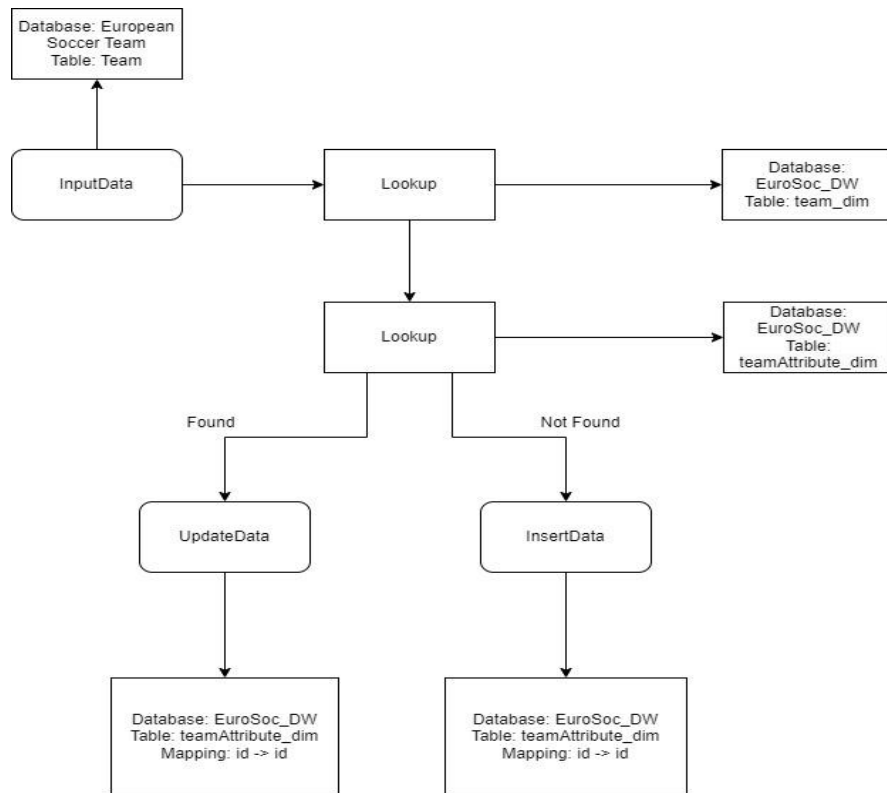 Database: European
Soccer Team
Table: Team
InputData
Lookup
Database:
EuroSoc_DW
Table: team_dim
Lookup
Database:
EuroSoc_DW
Table:
teamAttribute_dim
Found
Not Found
UpdateData
InsertData
Database: EuroSoc_DW
Table: teamAttribute_dim
Mapping: id -> id
Database: EuroSoc_DW
Table: teamAttribute_dim
Mapping: id -> id